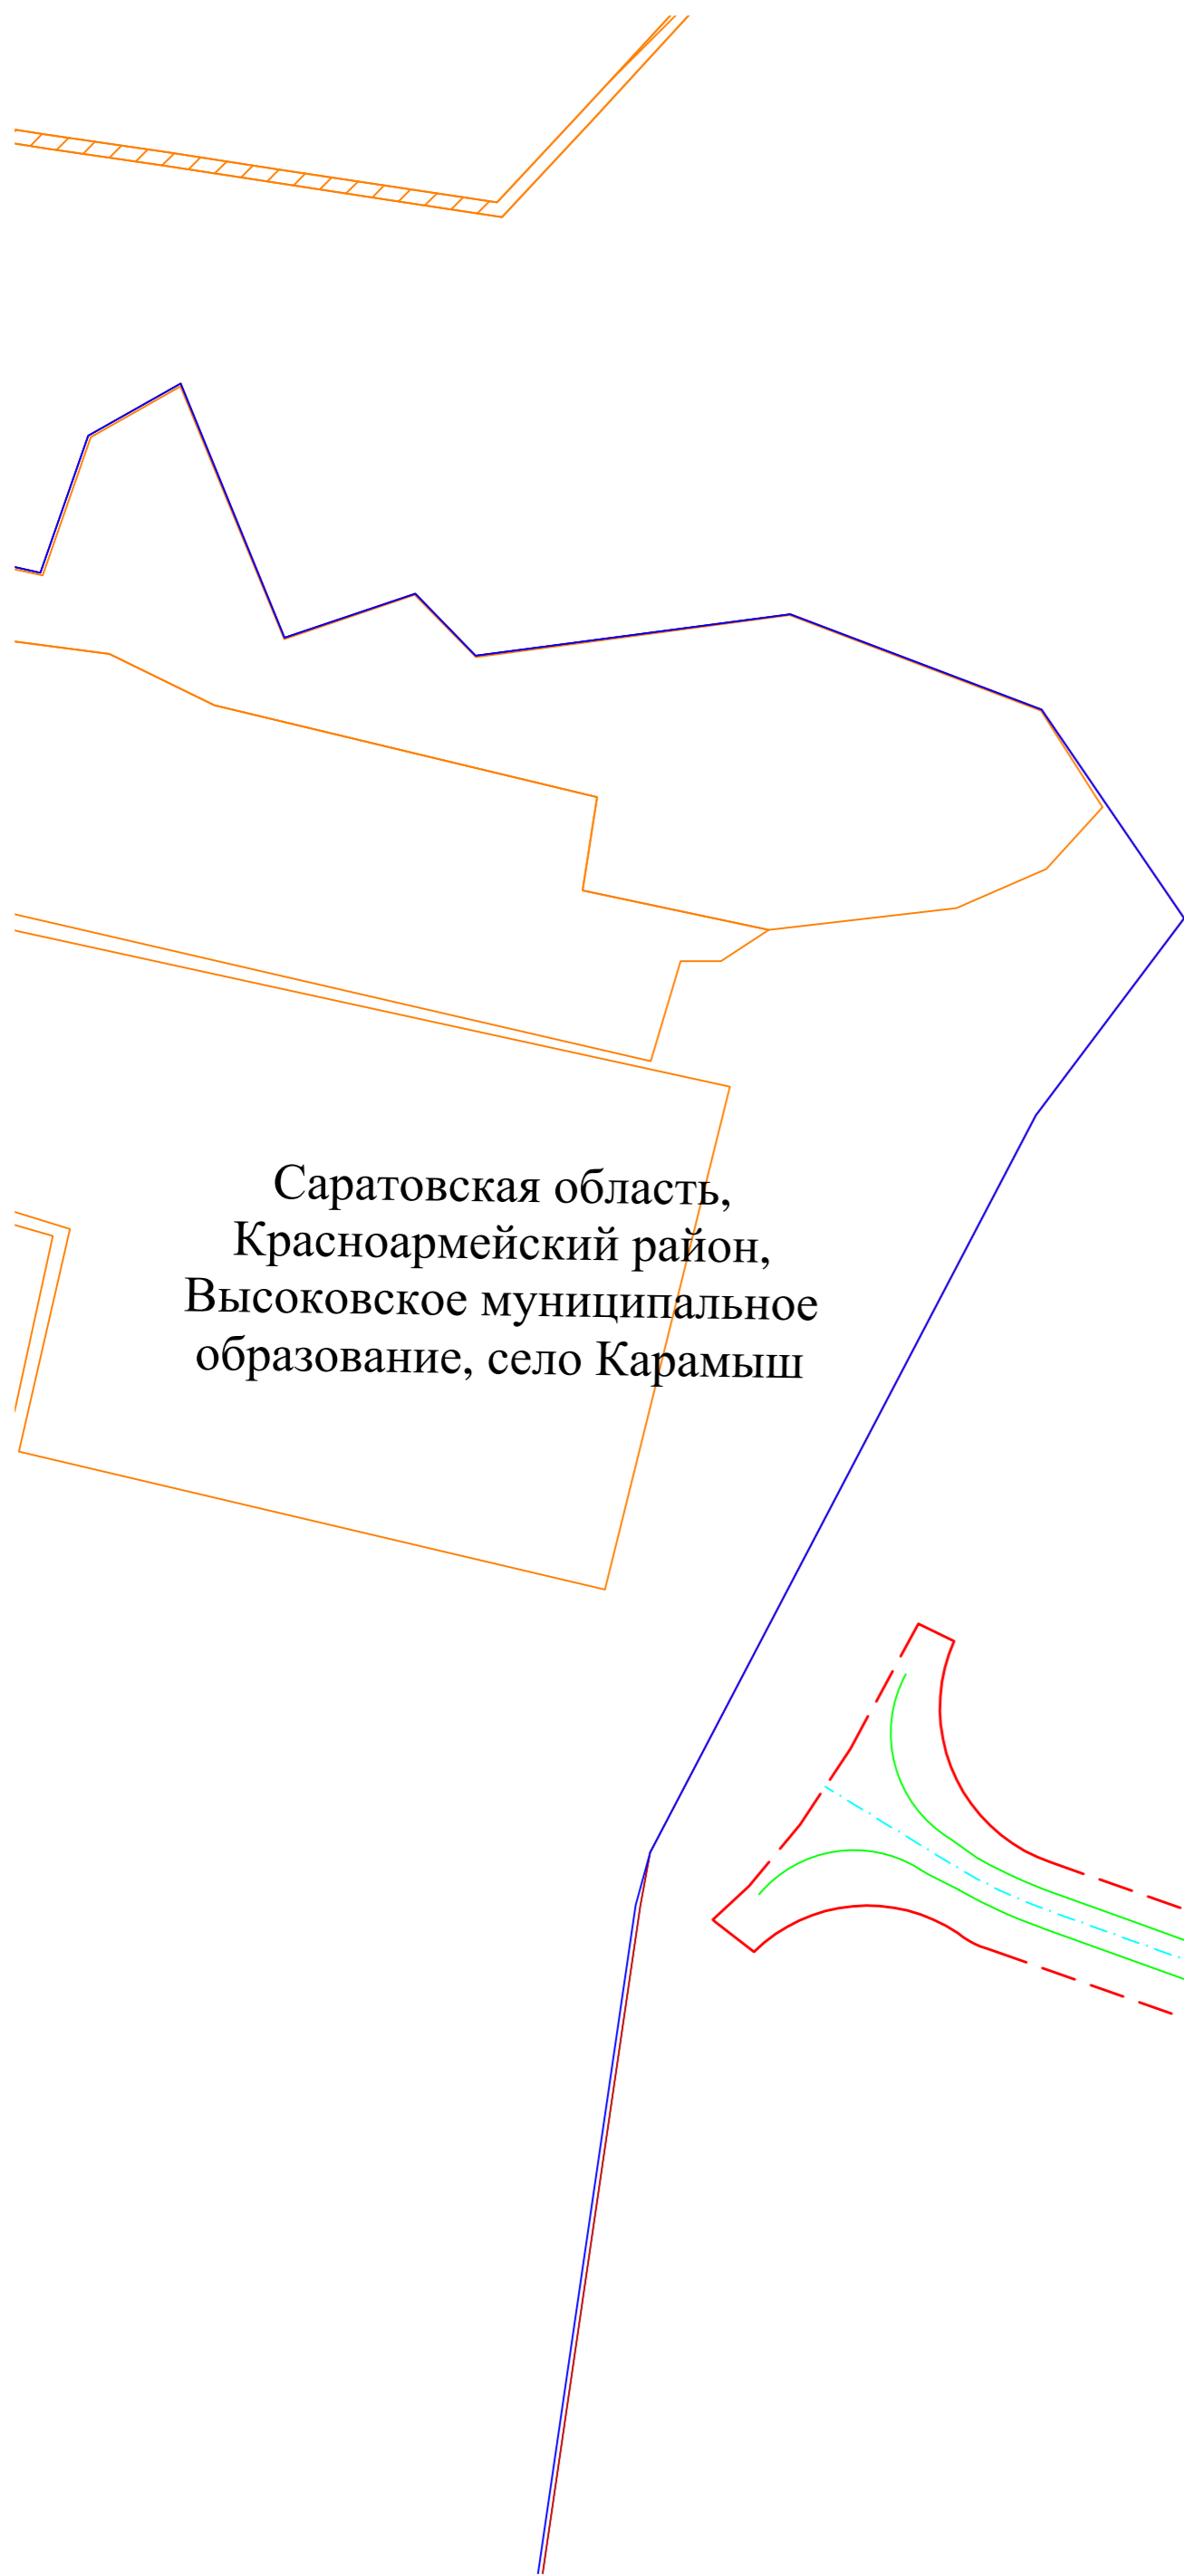 Саратовская область,
Красноармейский район,
Высоковское муниципальное
образование, село Карамыш